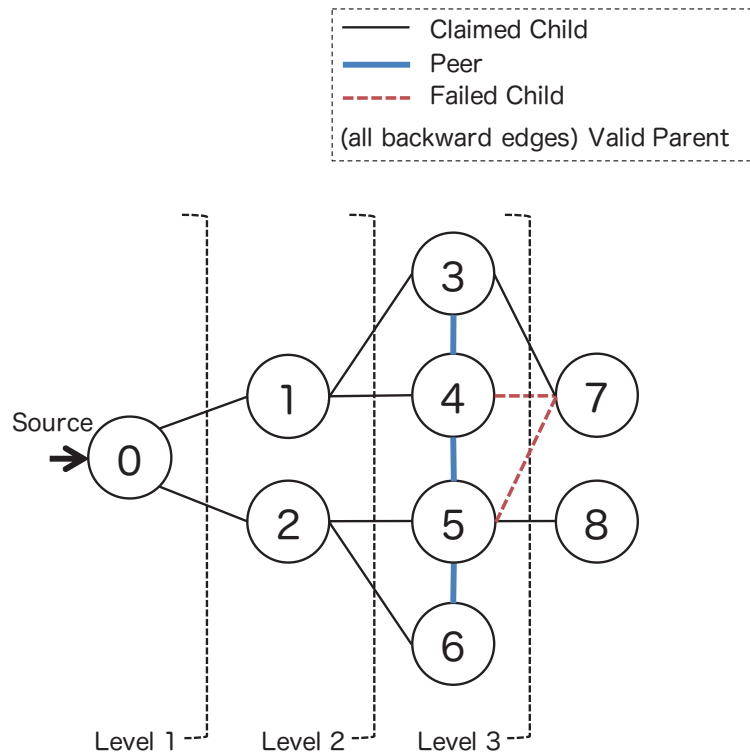 Claimed Child
Peer
Failed Child
(all backward edges) Valid Parent
3
1
4
7
Source
0
2
5
8
6
Level 1
Level 2
Level 3